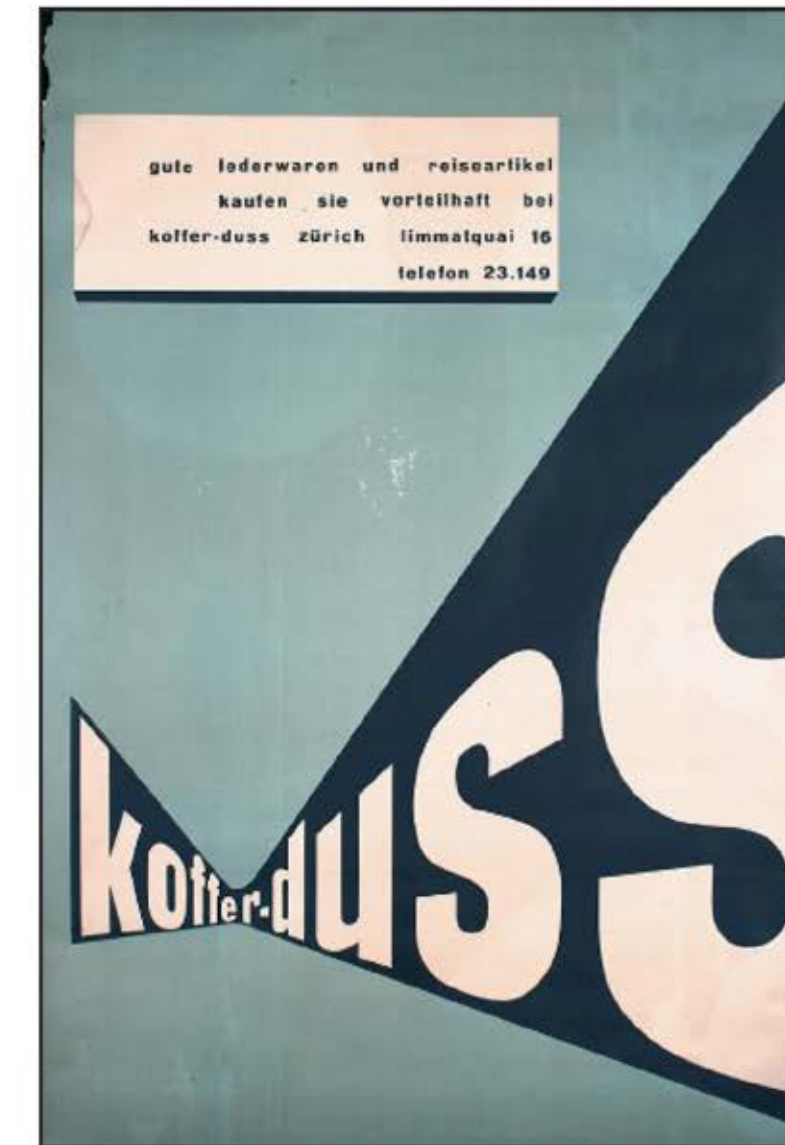 gute lederwaren und reiseartikel
kaufen sie vorteilhaft bei
koffer-duss zürich limmatquai 16
telefon 23.149
koffer-duss